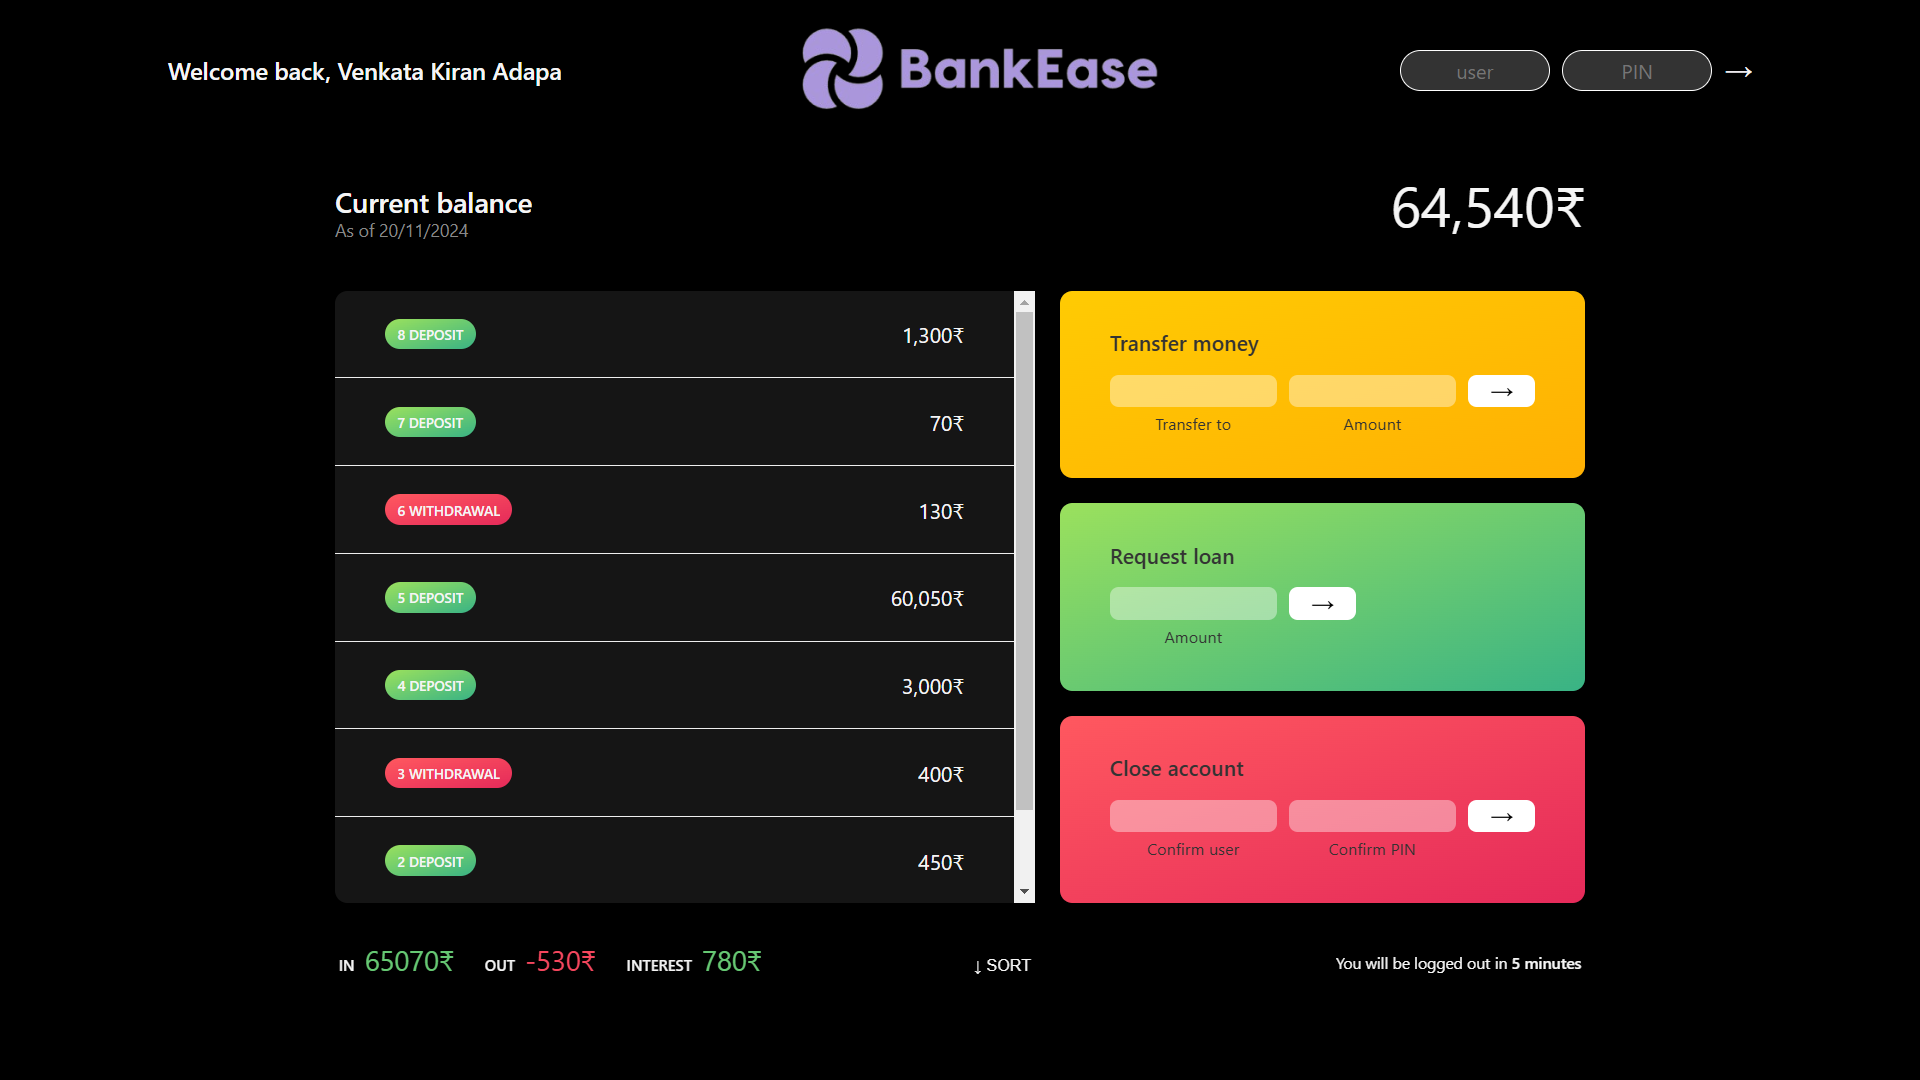 Welcome back, Venkata Kiran Adapa
BankEase
user
PIN
→
Current balance
As of 20/11/2024
64,540₹
8 DEPOSIT 1,300₹
7 DEPOSIT 70₹
6 WITHDRAWAL 130₹
5 DEPOSIT 60,050₹
4 DEPOSIT 3,000₹
3 WITHDRAWAL 400₹
2 DEPOSIT 450₹
Transfer money
→
Transfer to
Amount
Request loan
→
Amount
Close account
→
Confirm user
Confirm PIN
IN 65070₹ OUT -530₹ INTEREST 780₹
↓ SORT
You will be logged out in 5 minutes